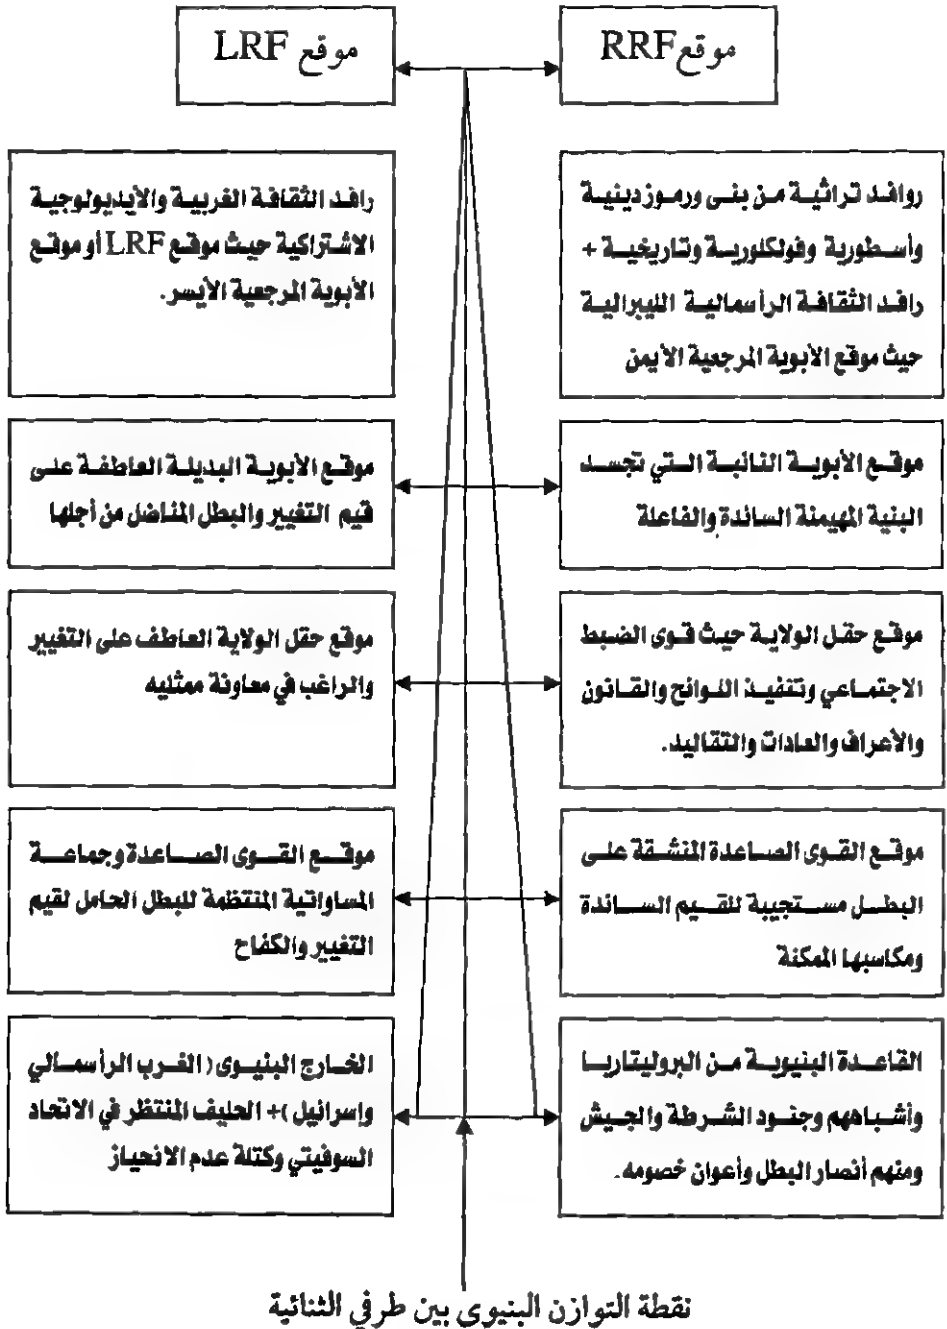 موقع RRF
موقع LRF
روافد تراثية من بنى ورموز دينية
وأسطورية وفولكلورية وتاريخية +
رافد الثقافة الرأسمالية الليبرالية
حيث موقع الأبوية المرجعية الأيمن
رافد الثقافة الغربية والأيديولوجية
الاشتراكية حيث موقع LRF أو موقع
الأبوية المرجعية الأيسر.
موقع الأبوية النائبة التي تجسد
البنية المهيمنة السائدة والفاعلة
موقع الأبوية البديلة العاطفة على
قيم التغيير والبطل المناضل من أجلها
موقع حقل الولاية حيث قوى الضبط
الاجتماعي وتنفيذ اللوائح والقانون
والأعراف والعادات والتقاليد.
موقع حقل الولاية العاطف على التغيير
والراغب في معاونة ممثليه
موقع القوى الصاعدة المنشقة على
البطل مستجيبة للقيم السائدة
ومكاسبها الممكنة
موقع القوى الصاعدة وجماعة
المساواتية المنتظمة للبطل الحامل لقيم
التغيير والكفاح
القاعدة البنيوية من البروليتاريا
وأشباههم وجنود الشرطة والجيش
ومنهم أنصار البطل وأعوان خصومه.
الخارج البنيوى (الغرب الرأسمالي
وإسرائيل )+ الحليف المنتظر في الاتحاد
السوفيتي وكتلة عدم الانحياز
نقطة التوازن البنيوى بين طرفي الثنائية